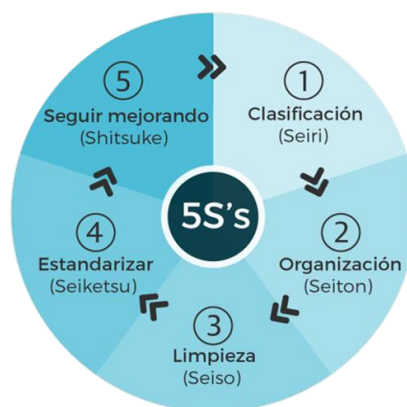 1
Clasificación
(Seiri)
2
Organización
(Seiton)
3
Limpieza
(Seiso)
4
Estandarizar
(Seiketsu)
5
Seguir mejorando
(Shitsuke)
5S's